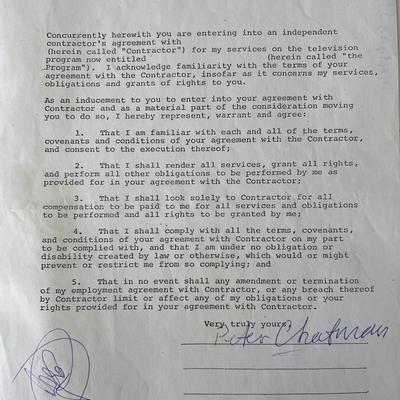 Concurrently herewith you are entering into an independent
contractor's agreement with
(herein called "Contractor") for my services on the television
program now entitled (herein called "the
Program"). I acknowledge familiarity with the terms of your
agreement with the Contractor, insofar as it concerns my services,
obligations and grants of rights to you.
As an inducement to you to enter into your agreement with
Contractor and as a material part of the consideration moving
you to do so, I hereby represent, warrant and agree:
1. That I am familiar with each and all of the terms,
covenants and conditions of your agreement with the Contractor,
and consent to the execution thereof;
2. That I shall render all services, grant all rights,
and perform all other obligations to be performed by me as
provided for in your agreement with the Contractor;
3. That I shall look solely to Contractor for all
compensation to be paid to me for all services and obligations
to be performed and all rights to be granted by me;
4. That I shall comply with all the terms, covenants,
and conditions of your agreement with Contractor on my part
to be complied with, and that I am under no obligation or
disability created by law or otherwise, which would or might
prevent or restrict me from so complying; and
5. That in no event shall any amendment or termination
of my employment agreement with Contractor, or any breach thereof
by Contractor limit or affect any of my obligations or your
rights provided for in your agreement with Contractor.
Very truly yours,
Peter Chatman